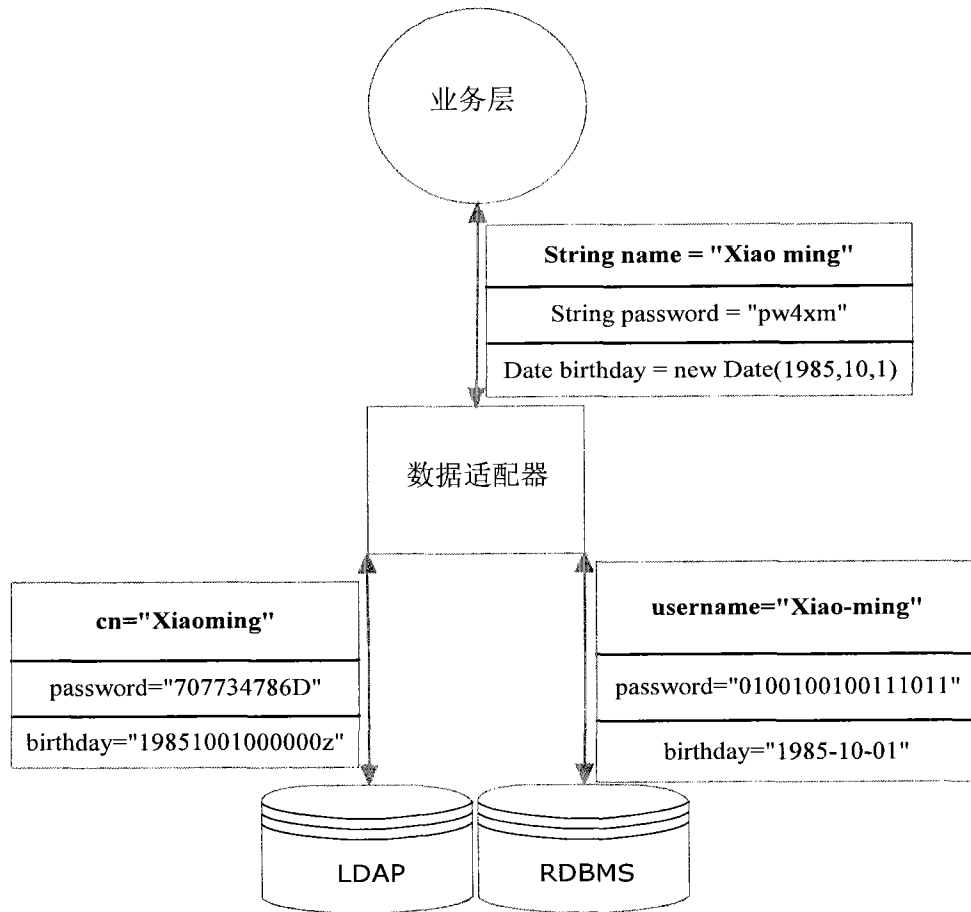 业务层
String name = "Xiao ming"
String password = "pw4xm"
Date birthday = new Date(1985,10,1)
数据适配器
cn="Xiaoming"
password="707734786D"
birthday="19851001000000z"
username="Xiao-ming"
password="0100100100111011"
birthday="1985-10-01"
LDAP
RDBMS